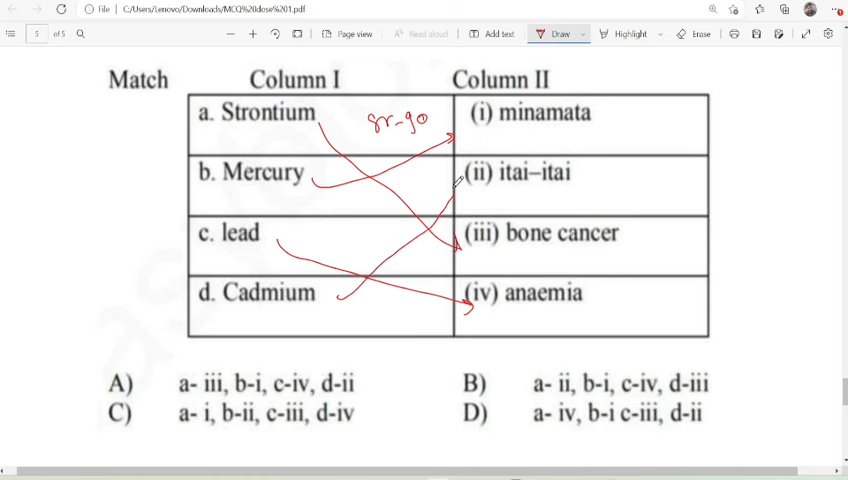 File | C:/Users/Lenovo/Downloads/MCQ%20dose%201.pdf
5 of 5 Page view Read aloud Add text Draw Highlight Erase
Match Column I Column II
a. Strontium Sr-90 (i) minamata
b. Mercury (ii) itai–itai
c. lead (iii) bone cancer
d. Cadmium (iv) anaemia
A) a- iii, b-i, c-iv, d-ii B) a- ii, b-i, c-iv, d-iii
C) a- i, b-ii, c-iii, d-iv D) a- iv, b-i c-iii, d-ii